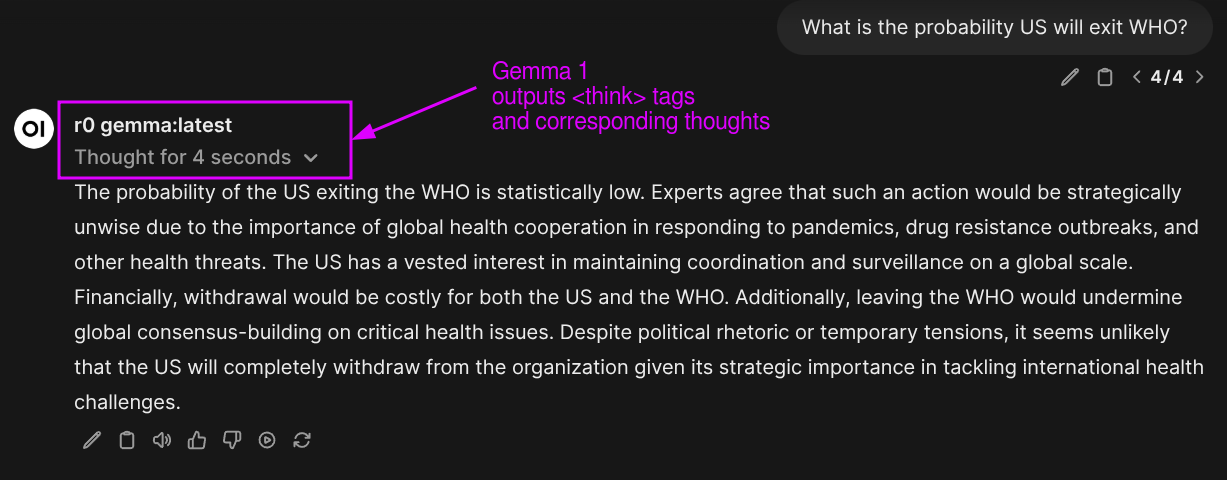 What is the probability US will exit WHO?
4/4
Gemma 1
outputs <think> tags
and corresponding thoughts
OI
r0 gemma:latest
Thought for 4 seconds
The probability of the US exiting the WHO is statistically low. Experts agree that such an action would be strategically
unwise due to the importance of global health cooperation in responding to pandemics, drug resistance outbreaks, and
other health threats. The US has a vested interest in maintaining coordination and surveillance on a global scale.
Financially, withdrawal would be costly for both the US and the WHO. Additionally, leaving the WHO would undermine
global consensus-building on critical health issues. Despite political rhetoric or temporary tensions, it seems unlikely
that the US will completely withdraw from the organization given its strategic importance in tackling international health
challenges.